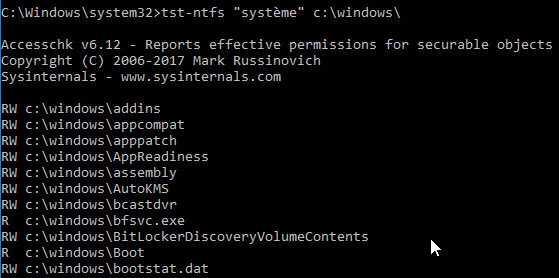 C:\Windows\system32>tst-ntfs "système" c:\windows\
Accesschk v6.12 - Reports effective permissions for securable objects
Copyright (C) 2006-2017 Mark Russinovich
Sysinternals - www.sysinternals.com
RW c:\windows\addins
RW c:\windows\appcompat
RW c:\windows\apppatch
RW c:\windows\AppReadiness
RW c:\windows\assembly
RW c:\windows\AutoKMS
RW c:\windows\bcastdvr
R  c:\windows\bfsvc.exe
RW c:\windows\BitLockerDiscoveryVolumeContents
R  c:\windows\Boot
RW c:\windows\bootstat.dat